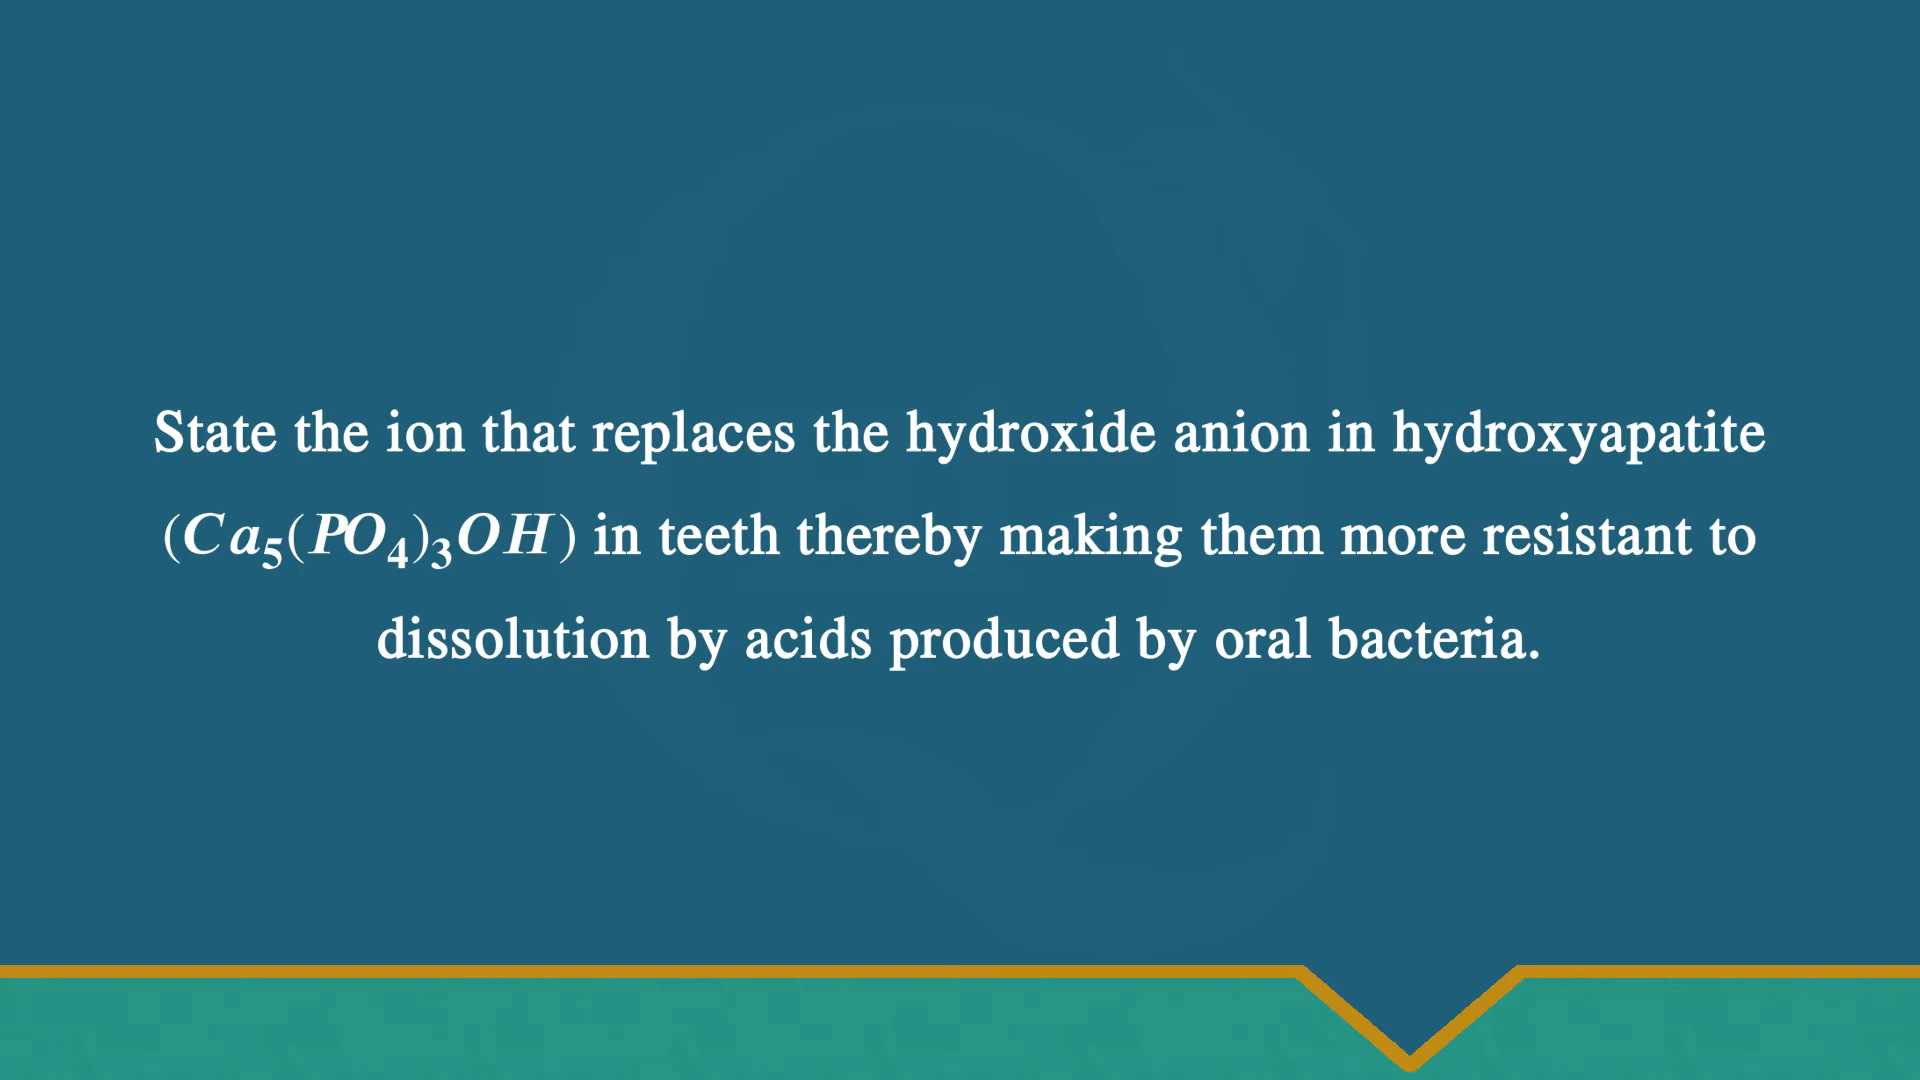 State the ion that replaces the hydroxide anion in hydroxyapatite
(Ca₅(PO₄)₃OH) in teeth thereby making them more resistant to
dissolution by acids produced by oral bacteria.